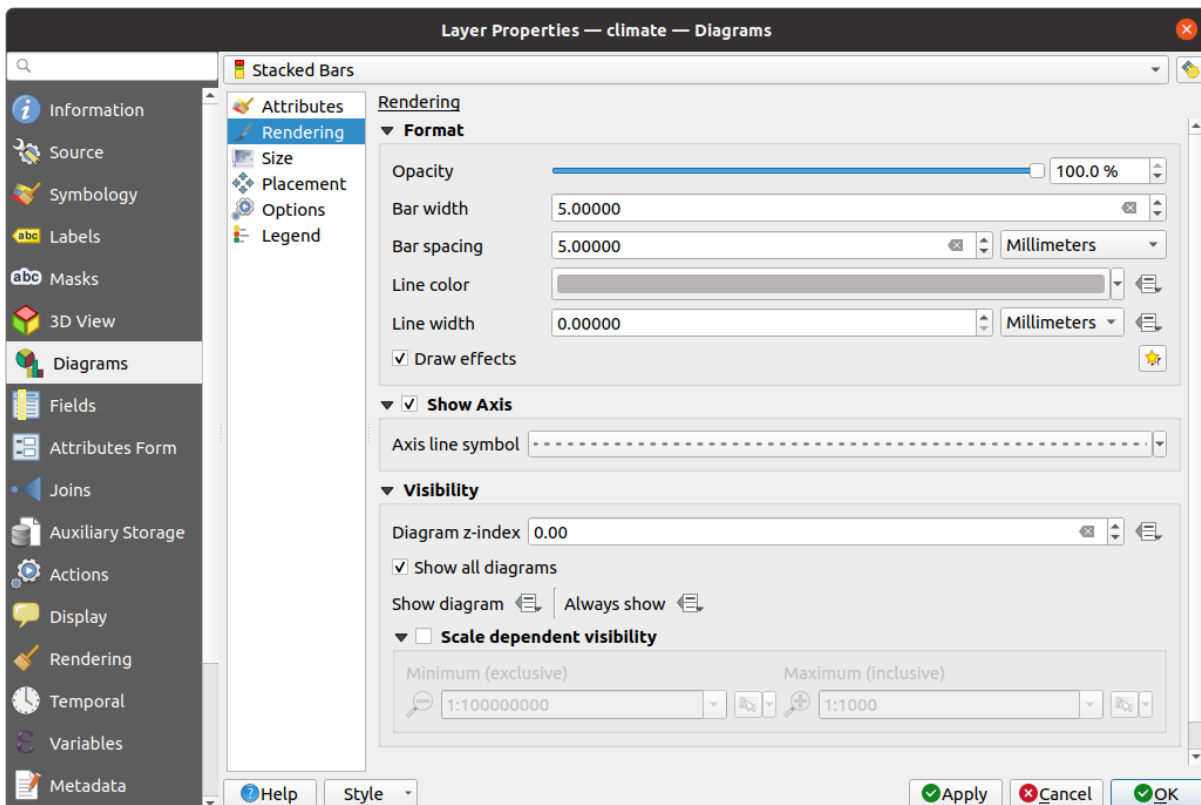 Layer Properties — climate — Diagrams
Stacked Bars
Information
Source
Symbology
abc Labels
abc Masks
3D View
Diagrams
Fields
Attributes Form
Joins
Auxiliary Storage
Actions
Display
Rendering
Temporal
Variables
Metadata
Attributes
Rendering
Size
Placement
Options
Legend
Rendering
Format
Opacity 100.0 %
Bar width 5.00000
Bar spacing 5.00000 Millimeters
Line color
Line width 0.00000 Millimeters
Draw effects
Show Axis
Axis line symbol
Visibility
Diagram z-index 0.00
Show all diagrams
Show diagram Always show
Scale dependent visibility
Minimum (exclusive) Maximum (inclusive)
1:100000000 1:1000
Help Style Apply Cancel OK